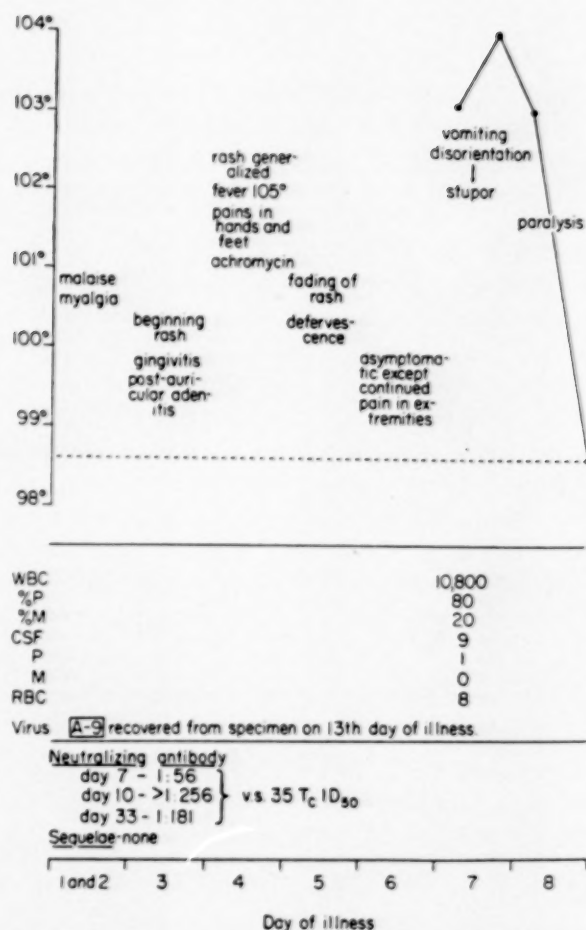 104°
103°
102°
101°
100°
99°
98°
malaise
myalgia
beginning
rash
gingivitis
post-auri-
cular aden-
itis
rash gener-
alized
fever 105°
pains in
hands and
feet
achromycin
fading of
rash
deferves-
cence
asymptoma-
tic except
continued
pain in ex-
tremities
vomiting
disorientation
stupor
paralysis
WBC 10,800
%P 80
%M 20
CSF 9
P 1
M 0
RBC 8
Virus A-9 recovered from specimen on 13th day of illness.
Neutralizing antibody
day 7 - 1:56
day 10 - >1:256
day 33 - 1:181
v.s. 35 Tc ID50
Sequelae-none
1 and 2 3 4 5 6 7 8
Day of illness